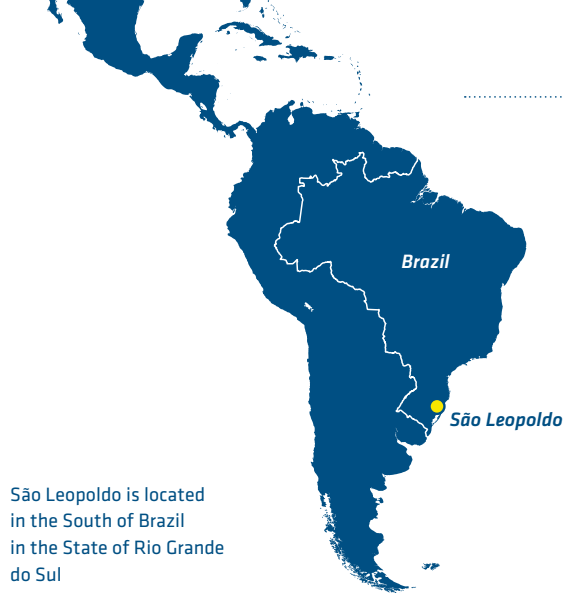 Brazil
São Leopoldo
São Leopoldo is located
in the South of Brazil
in the State of Rio Grande
do Sul